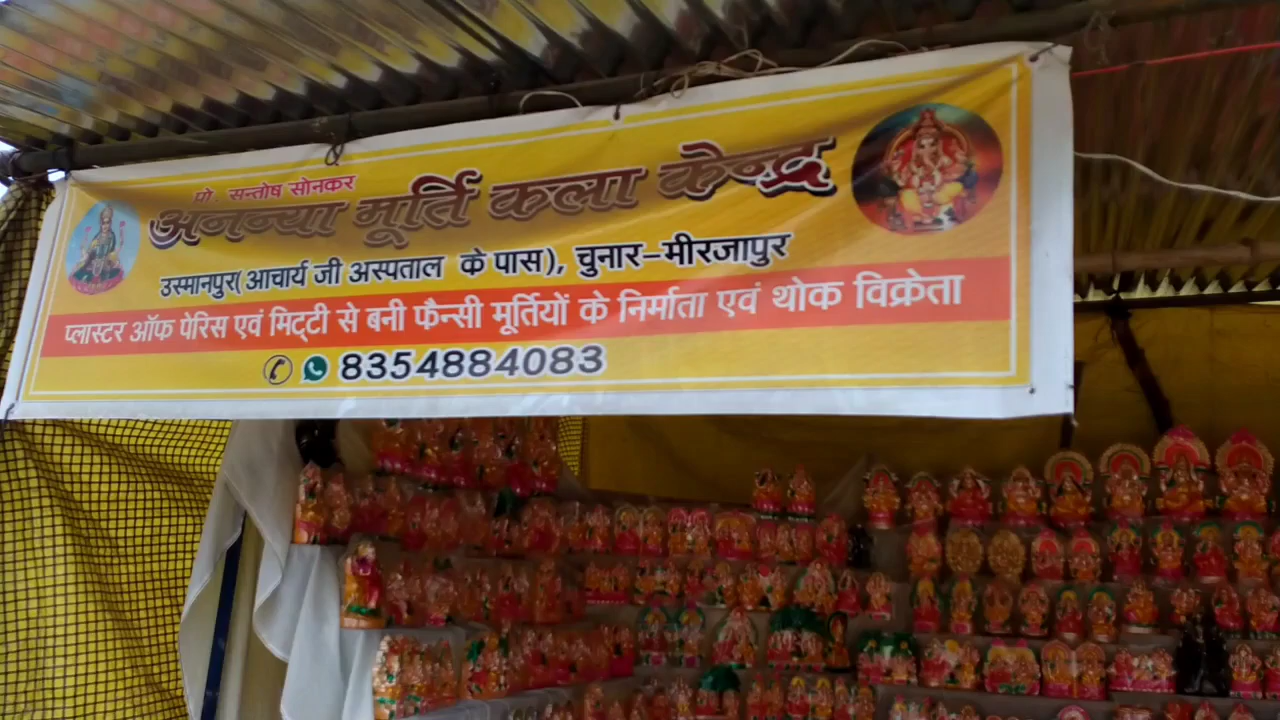 प्रो. सन्तोष सोनकर
अनन्या मूर्ति कला केन्द्र
उस्मानपुर( आचार्य जी अस्पताल के पास), चुनार-मीरजापुर
प्लास्टर ऑफ पेरिस एवं मिट्टी से बनी फैन्सी मूर्तियों के निर्माता एवं थोक विक्रेता
8354884083